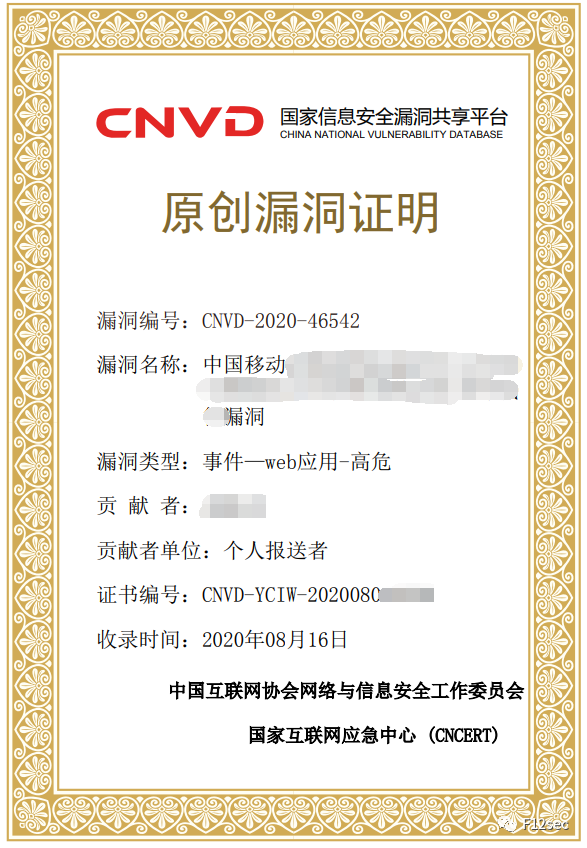 CNVD 国家信息安全漏洞共享平台
CHINA NATIONAL VULNERABILITY DATABASE
原创漏洞证明
漏洞编号：CNVD-2020-46542
漏洞名称：中国移动
漏洞
漏洞类型：事件—web应用-高危
贡 献 者：
贡献者单位：个人报送者
证书编号：CNVD-YCIW-2020080
收录时间：2020年08月16日
中国互联网协会网络与信息安全工作委员会
国家互联网应急中心 (CNCERT)
F12sec